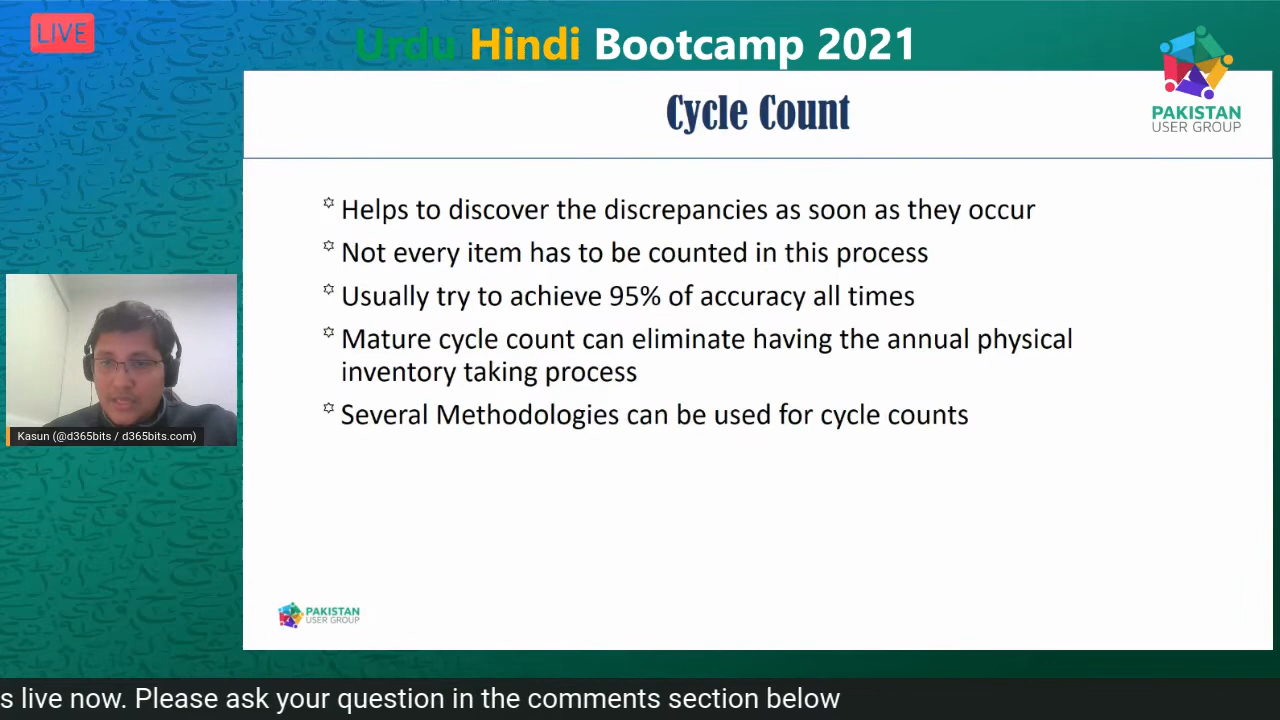 LIVE
Urdu Hindi Bootcamp 2021
PAKISTAN
USER GROUP
Cycle Count
Helps to discover the discrepancies as soon as they occur
Not every item has to be counted in this process
Usually try to achieve 95% of accuracy all times
Mature cycle count can eliminate having the annual physical
inventory taking process
Several Methodologies can be used for cycle counts
Kasun (@d365bits / d365bits.com)
PAKISTAN
USER GROUP
s live now. Please ask your question in the comments section below